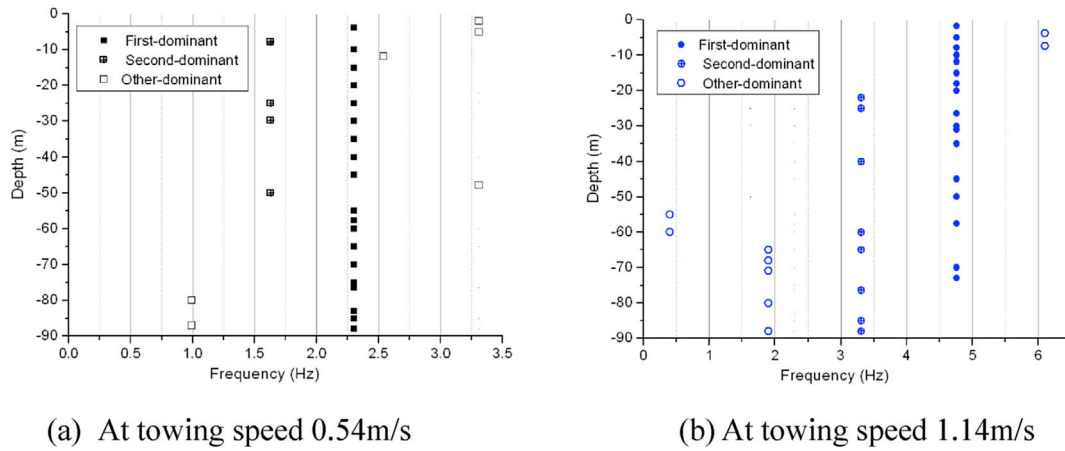 0
-10
-20
-30
-40
-50
-60
-70
-80
-90
Depth (m)
First-dominant
Second-dominant
Other-dominant
0.0 0.5 1.0 1.5 2.0 2.5 3.0 3.5
Frequency (Hz)
(a) At towing speed 0.54m/s
0
-10
-20
-30
-40
-50
-60
-70
-80
-90
Depth (m)
First-dominant
Second-dominant
Other-dominant
0 1 2 3 4 5 6
Frequency (Hz)
(b) At towing speed 1.14m/s